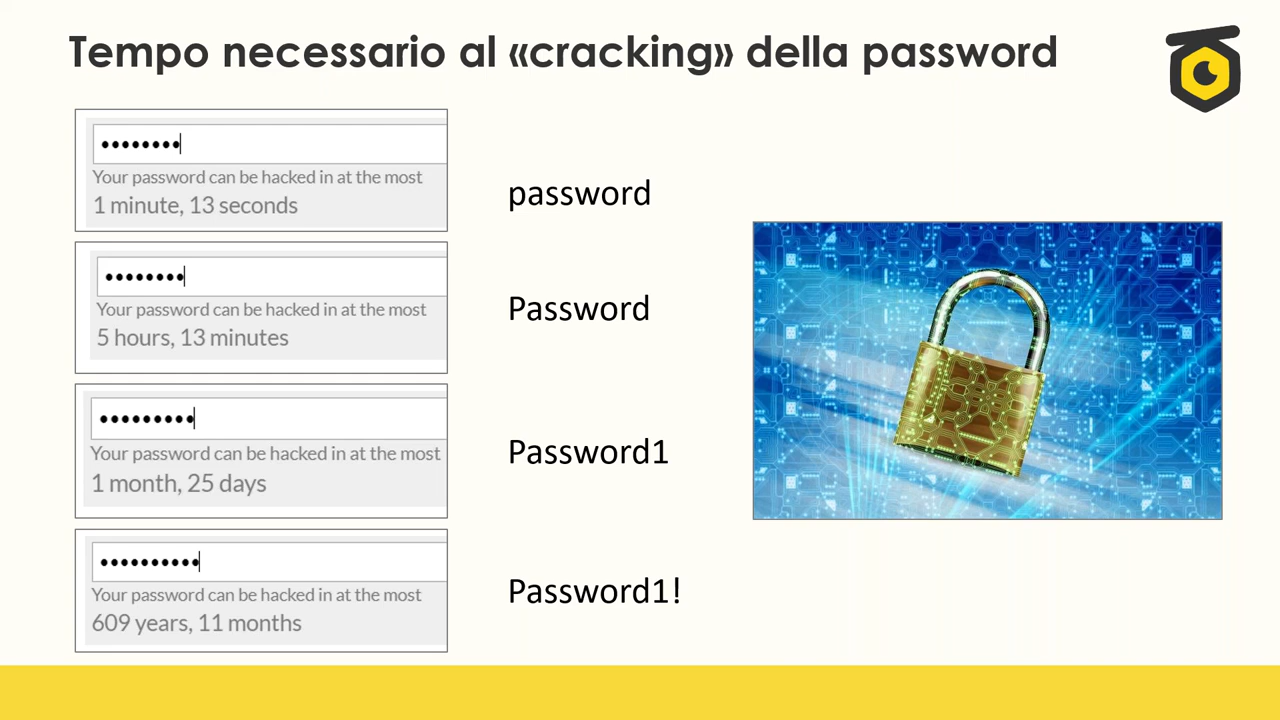 Tempo necessario al «cracking» della password
••••••••
Your password can be hacked in at the most
1 minute, 13 seconds
password
••••••••
Your password can be hacked in at the most
5 hours, 13 minutes
Password
•••••••••
Your password can be hacked in at the most
1 month, 25 days
Password1
••••••••••
Your password can be hacked in at the most
609 years, 11 months
Password1!